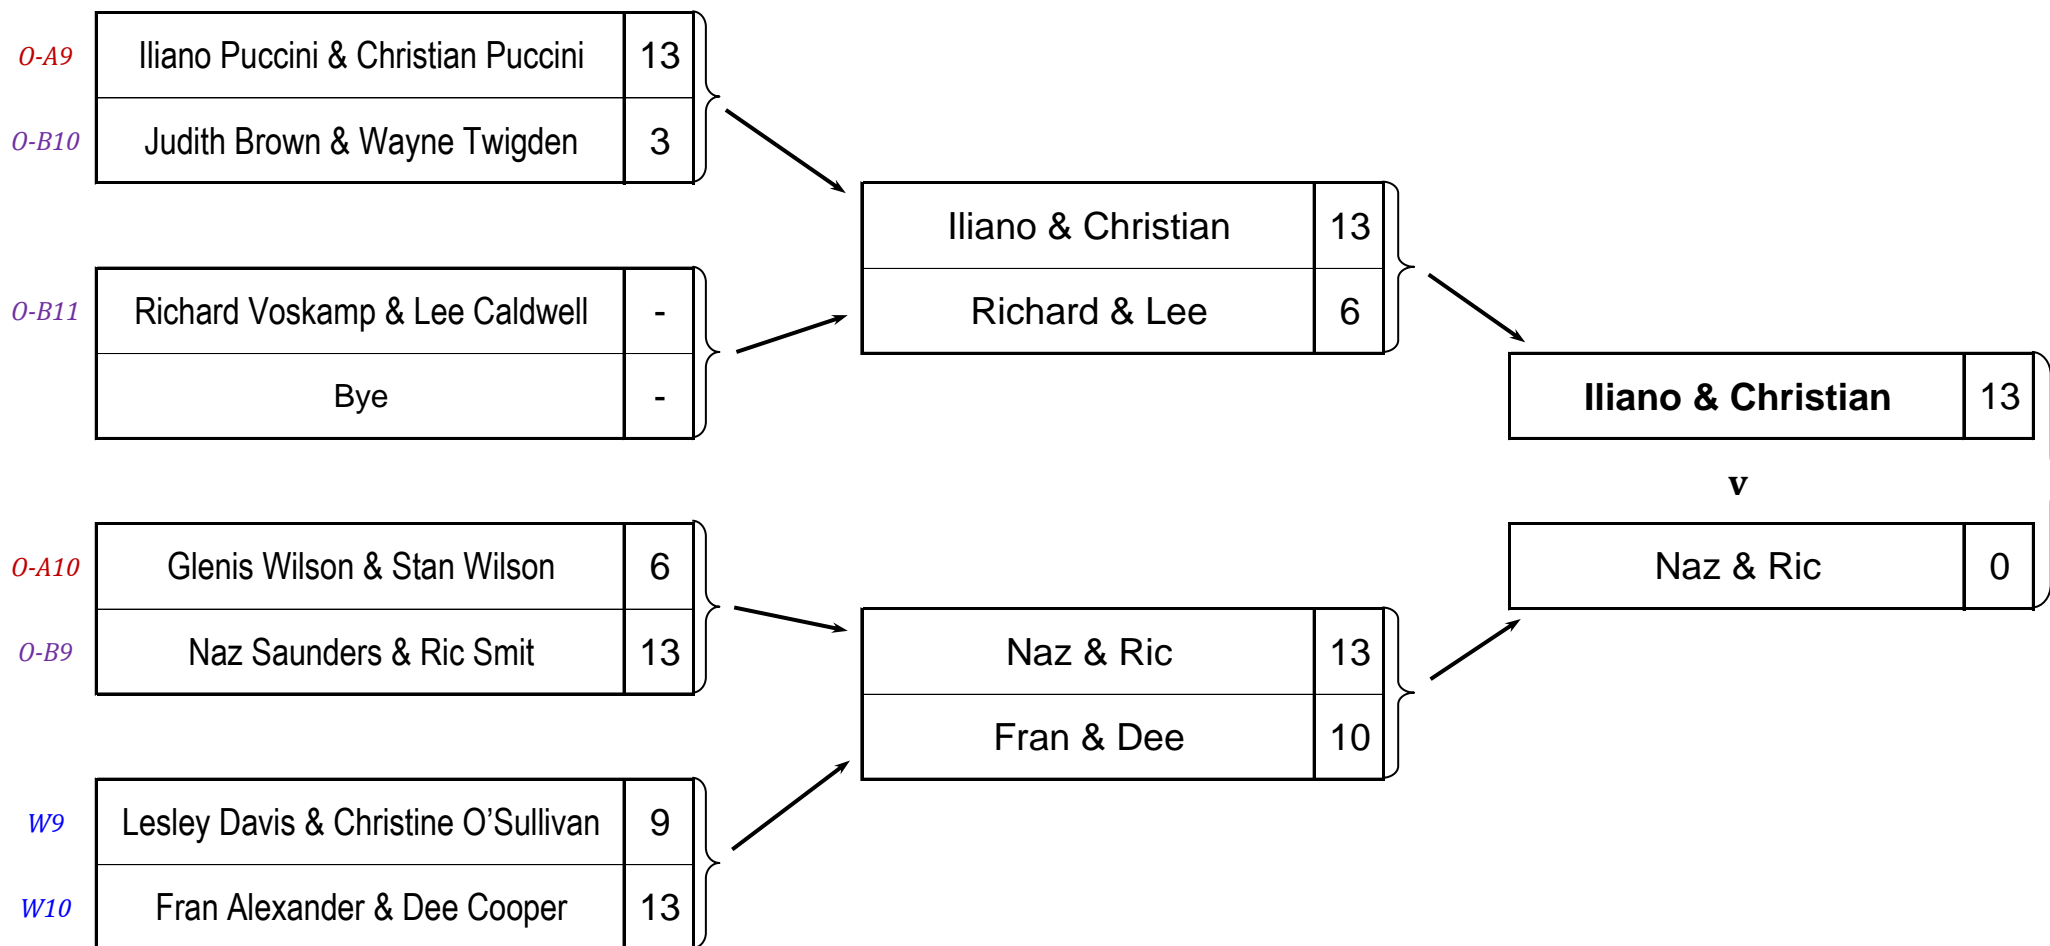 O-A9 Iliano Puccini & Christian Puccini 13
O-B10 Judith Brown & Wayne Twigden 3
O-B11 Richard Voskamp & Lee Caldwell -
Bye -
O-A10 Glenis Wilson & Stan Wilson 6
O-B9 Naz Saunders & Ric Smit 13
W9 Lesley Davis & Christine O’Sullivan 9
W10 Fran Alexander & Dee Cooper 13
Iliano & Christian 13
Richard & Lee 6
Naz & Ric 13
Fran & Dee 10
Iliano & Christian 13
v
Naz & Ric 0